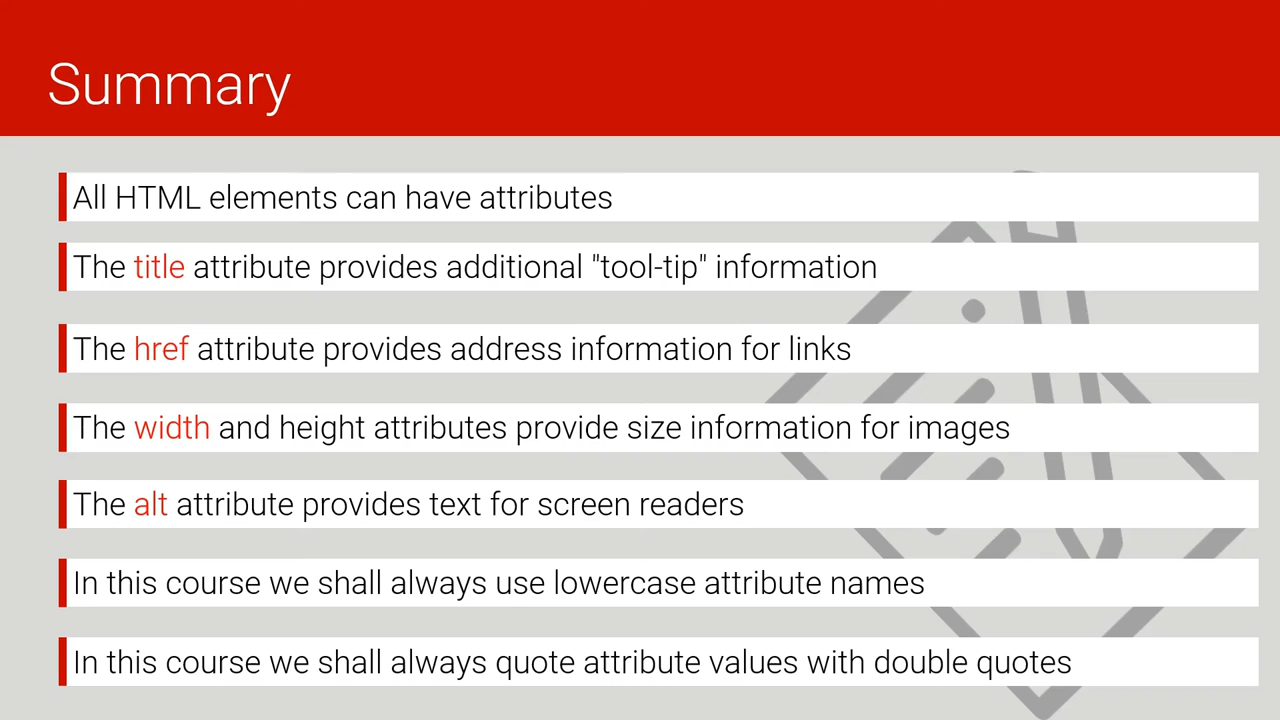 Summary
All HTML elements can have attributes
The title attribute provides additional "tool-tip" information
The href attribute provides address information for links
The width and height attributes provide size information for images
The alt attribute provides text for screen readers
In this course we shall always use lowercase attribute names
In this course we shall always quote attribute values with double quotes